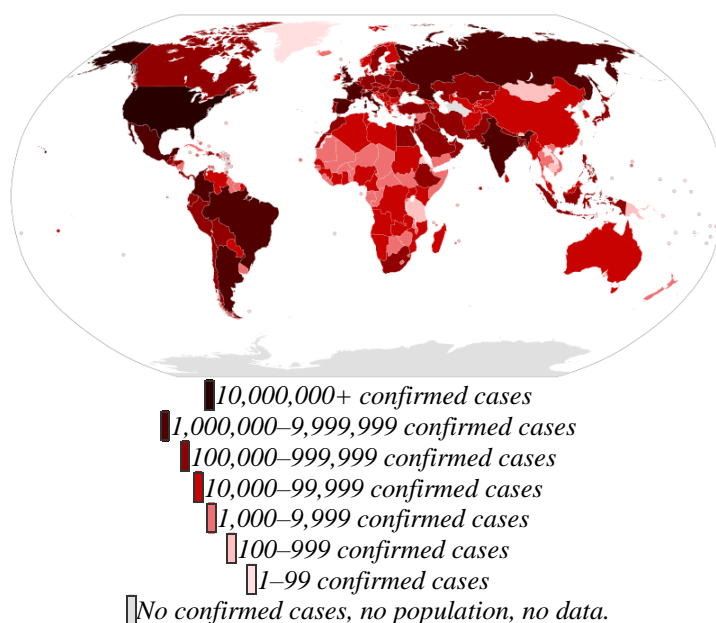 10,000,000+ confirmed cases
1,000,000–9,999,999 confirmed cases
100,000–999,999 confirmed cases
10,000–99,999 confirmed cases
1,000–9,999 confirmed cases
100–999 confirmed cases
1–99 confirmed cases
No confirmed cases, no population, no data.